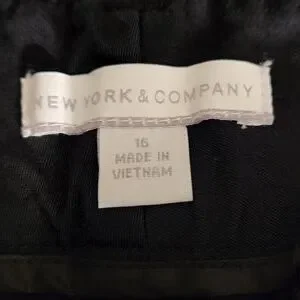 NEW YORK & COMPANY
16
MADE IN
VIETNAM